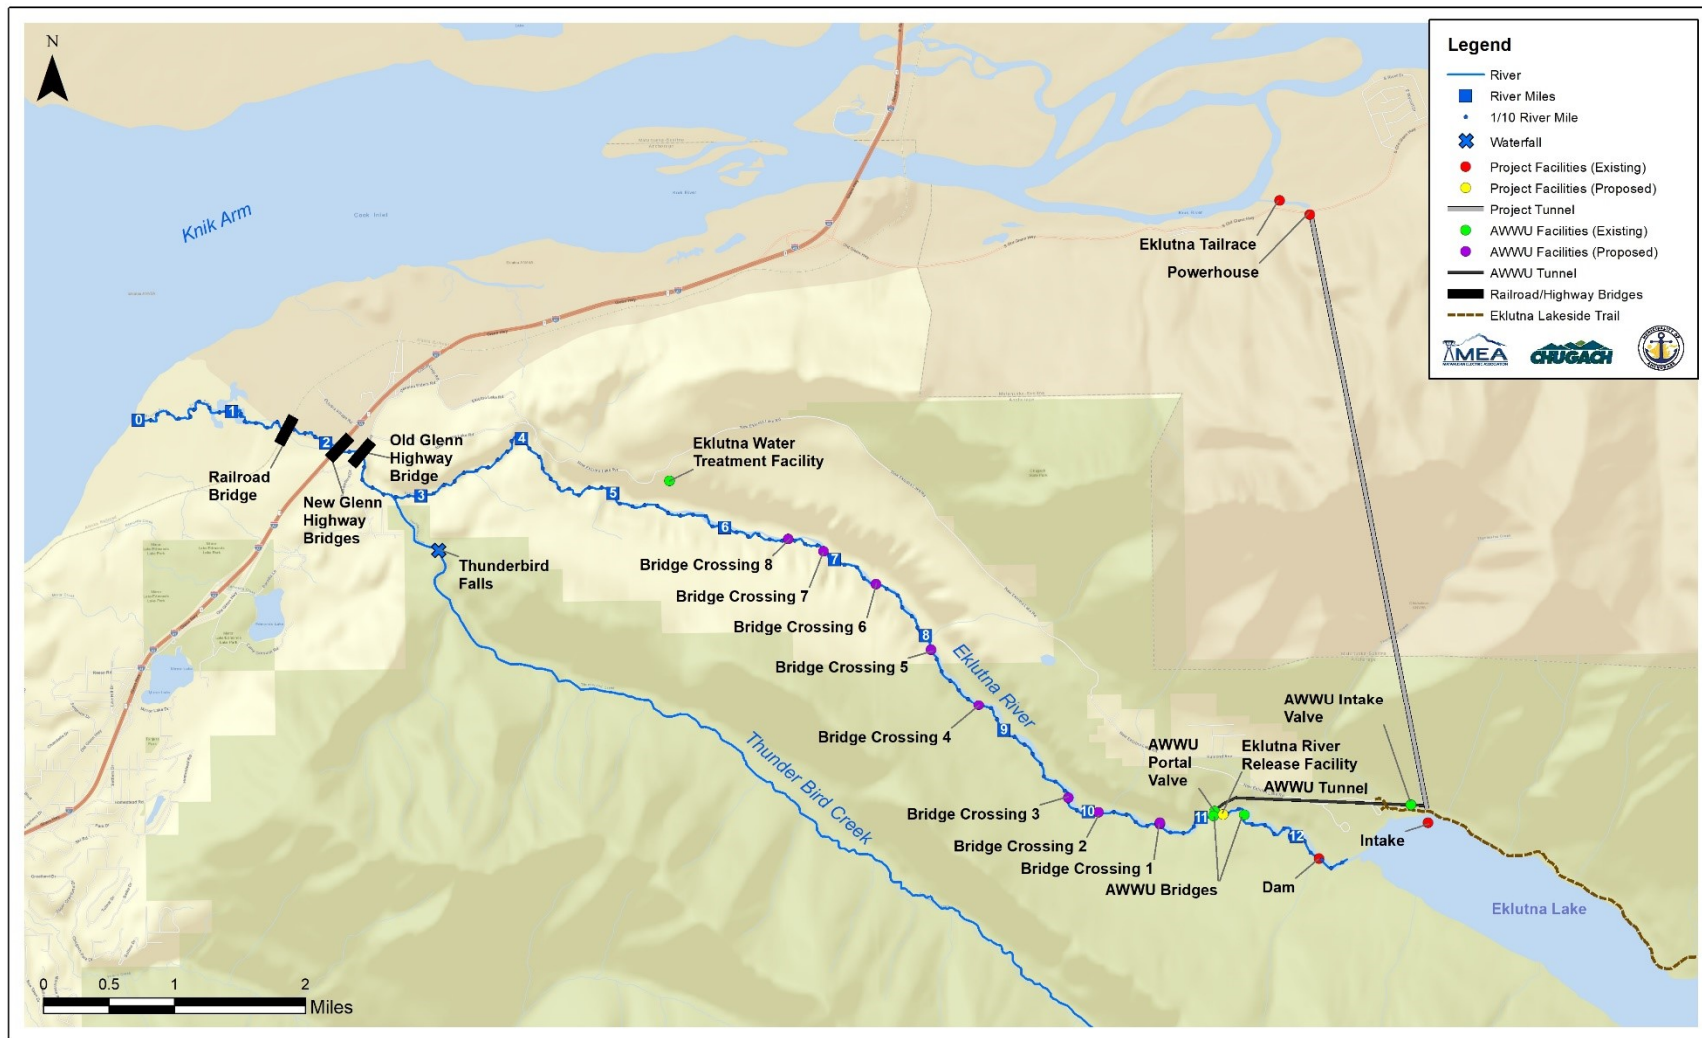 N
Legend
River
River Miles
1/10 River Mile
Waterfall
Project Facilities (Existing)
Project Facilities (Proposed)
Project Tunnel
AWWU Facilities (Existing)
AWWU Facilities (Proposed)
AWWU Tunnel
Railroad/Highway Bridges
Eklutna Lakeside Trail
MEA
CHUGACH
Knik Arm
Cook Inlet
Eklutna Tailrace
Powerhouse
0
1
2
3
4
5
6
7
8
9
10
11
12
Railroad
Bridge
New Glenn
Highway
Bridges
Old Glenn
Highway
Bridge
Eklutna Water
Treatment Facility
Thunderbird
Falls
Bridge Crossing 8
Bridge Crossing 7
Bridge Crossing 6
Bridge Crossing 5
Bridge Crossing 4
Bridge Crossing 3
Bridge Crossing 2
Bridge Crossing 1
Eklutna River
Thunder Bird Creek
AWWU
Portal
Valve
Eklutna River
Release Facility
AWWU Intake
Valve
AWWU Tunnel
AWWU Bridges
Dam
Intake
Eklutna Lake
0 0.5 1 2
Miles